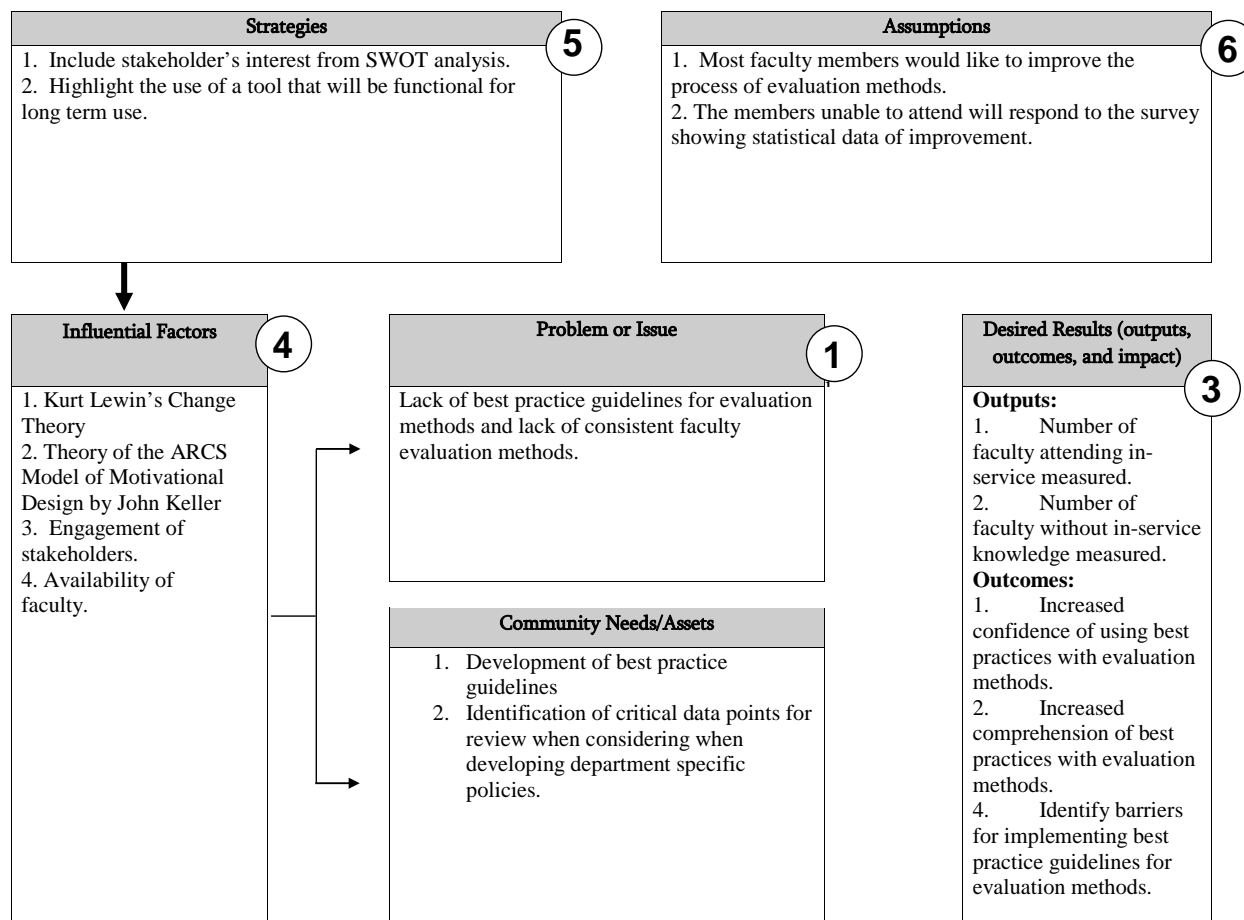 Strategies
5
1. Include stakeholder’s interest from SWOT analysis.
2. Highlight the use of a tool that will be functional for
long term use.
Assumptions
6
1. Most faculty members would like to improve the
process of evaluation methods.
2. The members unable to attend will respond to the survey
showing statistical data of improvement.
Influential Factors
4
1. Kurt Lewin’s Change
Theory
2. Theory of the ARCS
Model of Motivational
Design by John Keller
3. Engagement of
stakeholders.
4. Availability of
faculty.
Problem or Issue
1
Lack of best practice guidelines for evaluation
methods and lack of consistent faculty
evaluation methods.
Community Needs/Assets
1. Development of best practice
guidelines
2. Identification of critical data points for
review when considering when
developing department specific
policies.
Desired Results (outputs,
outcomes, and impact)
3
Outputs:
1. Number of
faculty attending in-
service measured.
2. Number of
faculty without in-service
knowledge measured.
Outcomes:
1. Increased
confidence of using best
practices with evaluation
methods.
2. Increased
comprehension of best
practices with evaluation
methods.
4. Identify barriers
for implementing best
practice guidelines for
evaluation methods.